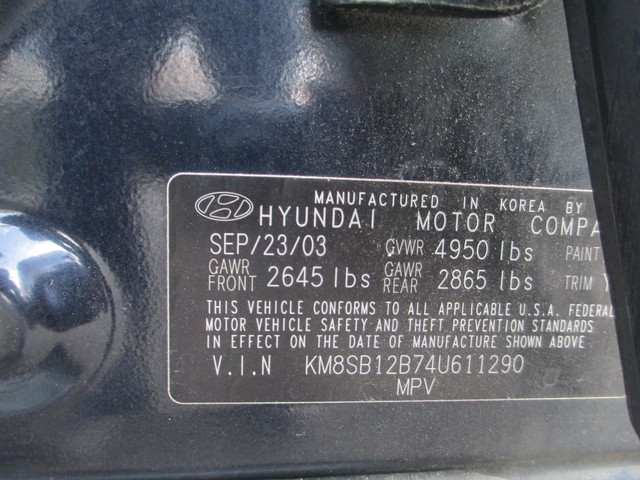 MANUFACTURED IN KOREA BY
HYUNDAI MOTOR COMPA
SEP/23/03 GVWR 4950 lbs PAINT
GAWR FRONT 2645 lbs GAWR REAR 2865 lbs TRIM Y
THIS VEHICLE CONFORMS TO ALL APPLICABLE U.S.A. FEDERAL
MOTOR VEHICLE SAFETY AND THEFT PREVENTION STANDARDS
IN EFFECT ON THE DATE OF MANUFACTURE SHOWN ABOVE.
V.I.N KM8SB12B74U611290
MPV